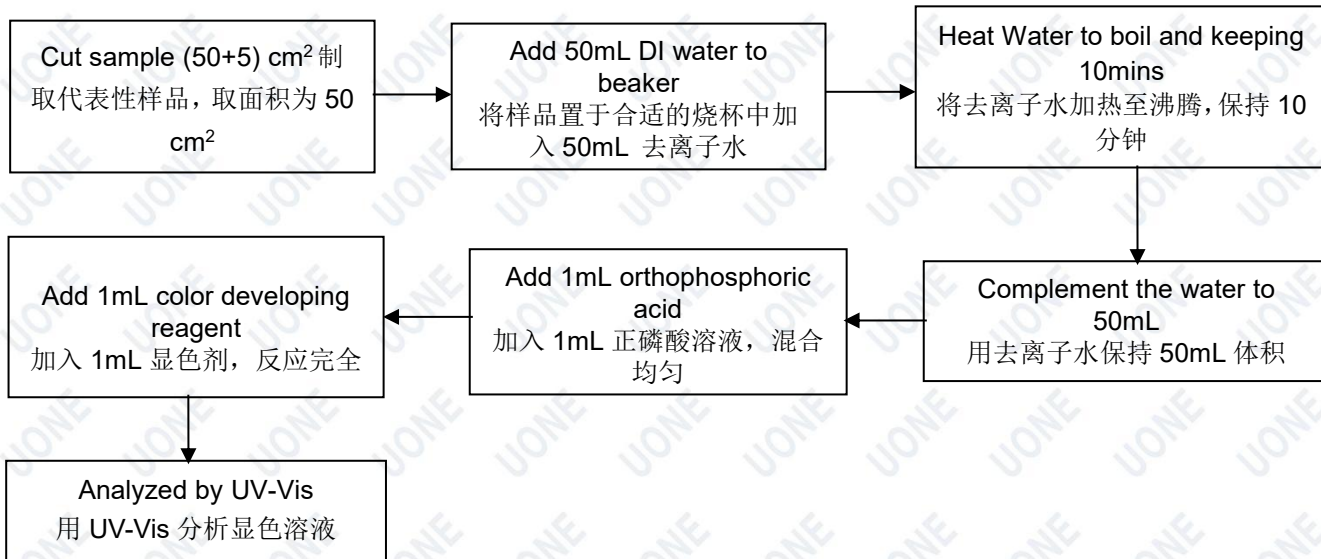 Cut sample (50+5) cm² 制
取代表性样品，取面积为 50
cm²
Add 50mL DI water to
beaker
将样品置于合适的烧杯中加
入 50mL 去离子水
Heat Water to boil and keeping
10mins
将去离子水加热至沸腾，保持 10
分钟
Complement the water to
50mL
用去离子水保持 50mL 体积
Add 1mL orthophosphoric
acid
加入 1mL 正磷酸溶液，混合
均匀
Add 1mL color developing
reagent
加入 1mL 显色剂，反应完全
Analyzed by UV-Vis
用 UV-Vis 分析显色溶液
UONE